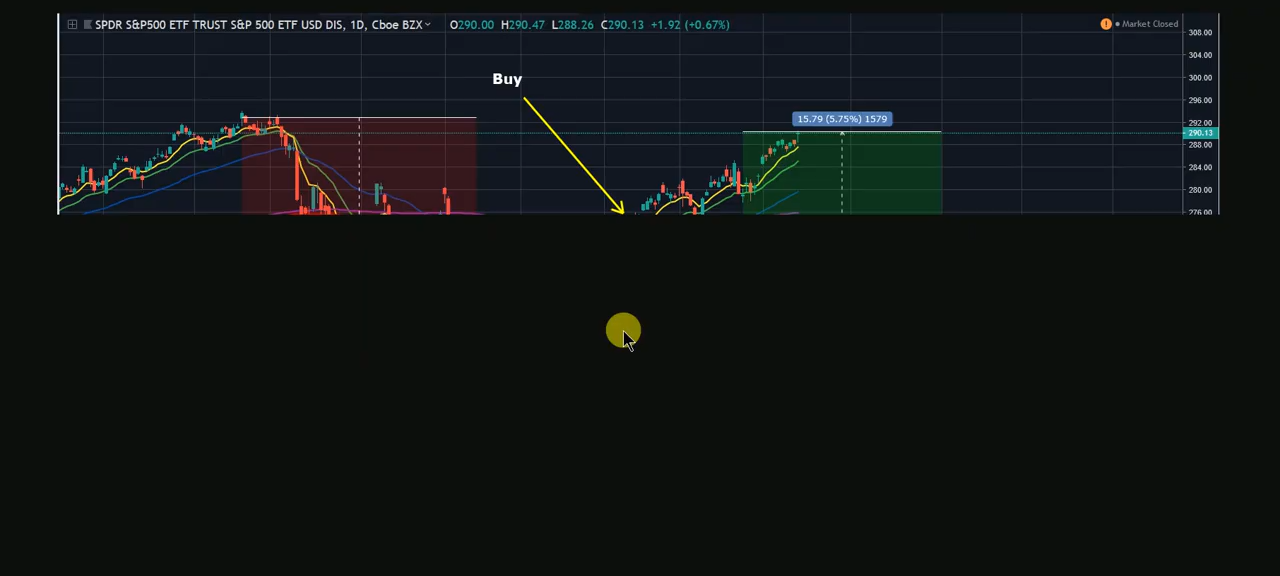 SPDR S&P500 ETF TRUST S&P 500 ETF USD DIS, 1D, Cboe BZX O290.00 H290.47 L288.26 C290.13 +1.92 (+0.67%)
! Market Closed
308.00
304.00
300.00
Buy
296.00
15.79 (5.75%) 1579
292.00
290.13
288.00
284.00
280.00
276.00